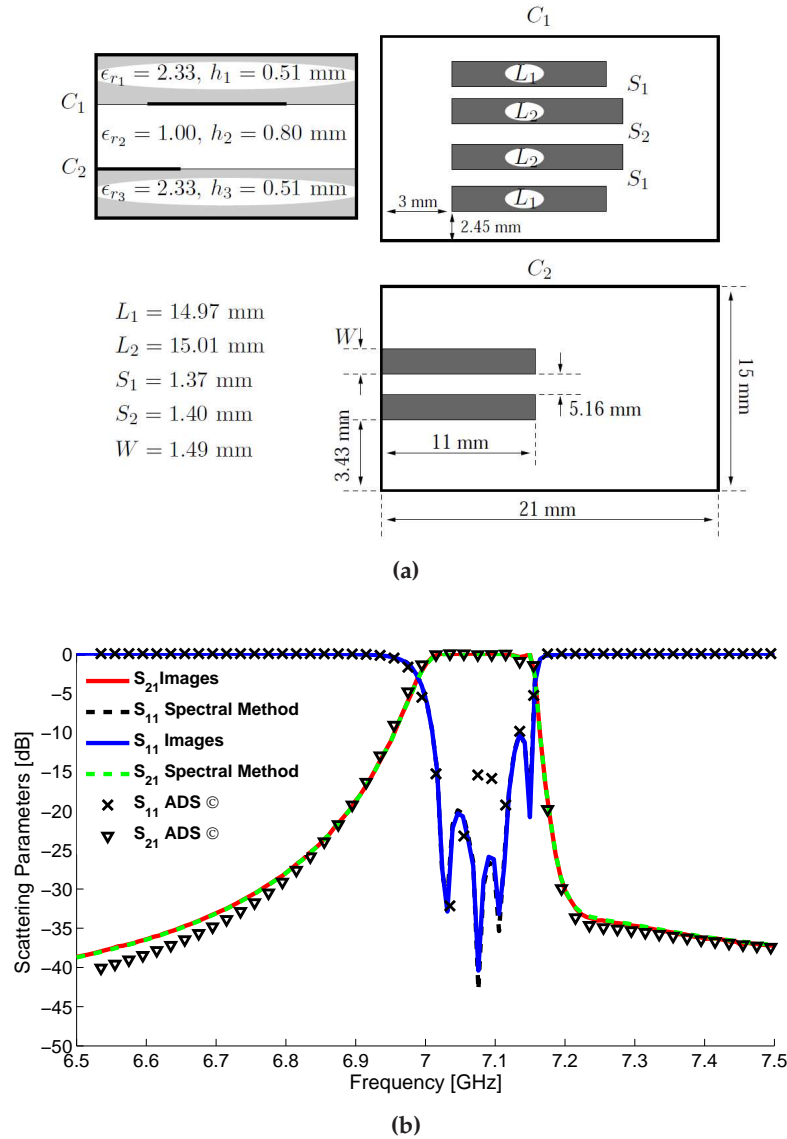 C₁
ϵr₁ = 2.33, h₁ = 0.51 mm
C₁
ϵr₂ = 1.00, h₂ = 0.80 mm
C₂
ϵr₃ = 2.33, h₃ = 0.51 mm
L₁
S₁
L₂
S₂
L₂
S₁
L₁
3 mm
2.45 mm
C₂
L₁ = 14.97 mm
L₂ = 15.01 mm
S₁ = 1.37 mm
S₂ = 1.40 mm
W = 1.49 mm
W
5.16 mm
15 mm
3.43 mm
11 mm
21 mm
(a)
Scattering Parameters [dB]
0
−5
−10
−15
−20
−25
−30
−35
−40
−45
−50
S₂₁ Images
S₁₁ Spectral Method
S₁₁ Images
S₂₁ Spectral Method
S₁₁ ADS ©
S₂₁ ADS ©
6.5 6.6 6.7 6.8 6.9 7 7.1 7.2 7.3 7.4 7.5
Frequency [GHz]
(b)